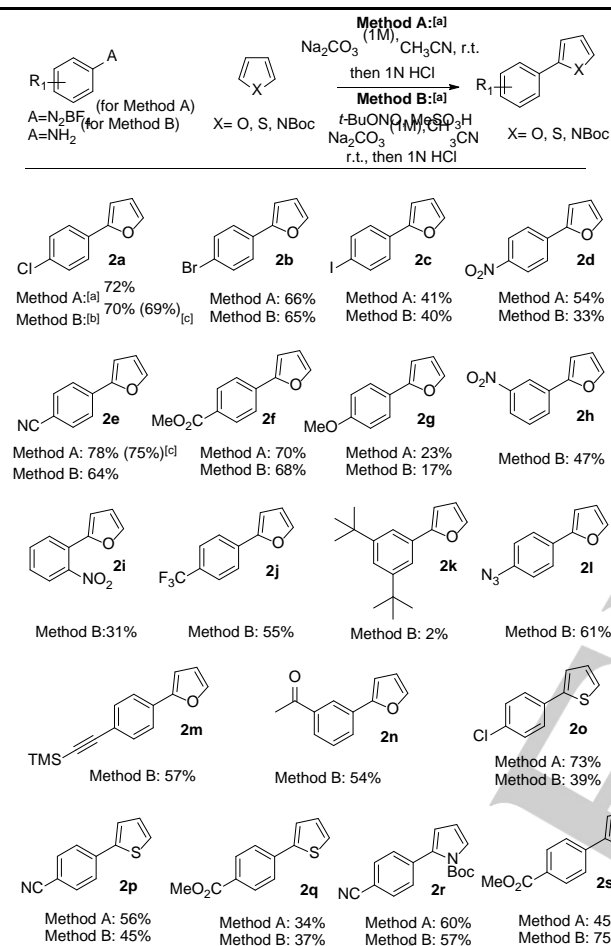 Method A:[a]
Na2CO3 (1M), CH3CN, r.t.
then 1N HCl
Method B:[a]
t-BuONO, MeSO3H
Na2CO3 (1M), CH3CN
r.t., then 1N HCl
R1 A
X
R1 X
A=N2BF4 (for Method A)
A=NH2 (for Method B)
X= O, S, NBoc
X= O, S, NBoc
Cl O 2a
Method A:[a] 72%
Method B:[b] 70% (69%)[c]
Br O 2b
Method A: 66%
Method B: 65%
I O 2c
Method A: 41%
Method B: 40%
O2N O 2d
Method A: 54%
Method B: 33%
NC O 2e
Method A: 78% (75%)[c]
Method B: 64%
MeO2C O 2f
Method A: 70%
Method B: 68%
MeO O 2g
Method A: 23%
Method B: 17%
NO2 O 2h
Method B: 47%
O NO2 2i
Method B:31%
F3C O 2j
Method B: 55%
O 2k
Method B: 2%
N3 O 2l
Method B: 61%
TMS O 2m
Method B: 57%
O O 2n
Method B: 54%
Cl S 2o
Method A: 73%
Method B: 39%
NC S 2p
Method A: 56%
Method B: 45%
MeO2C S 2q
Method A: 34%
Method B: 37%
NC N Boc 2r
Method A: 60%
Method B: 57%
MeO2C 2s
Method A: 45
Method B: 75